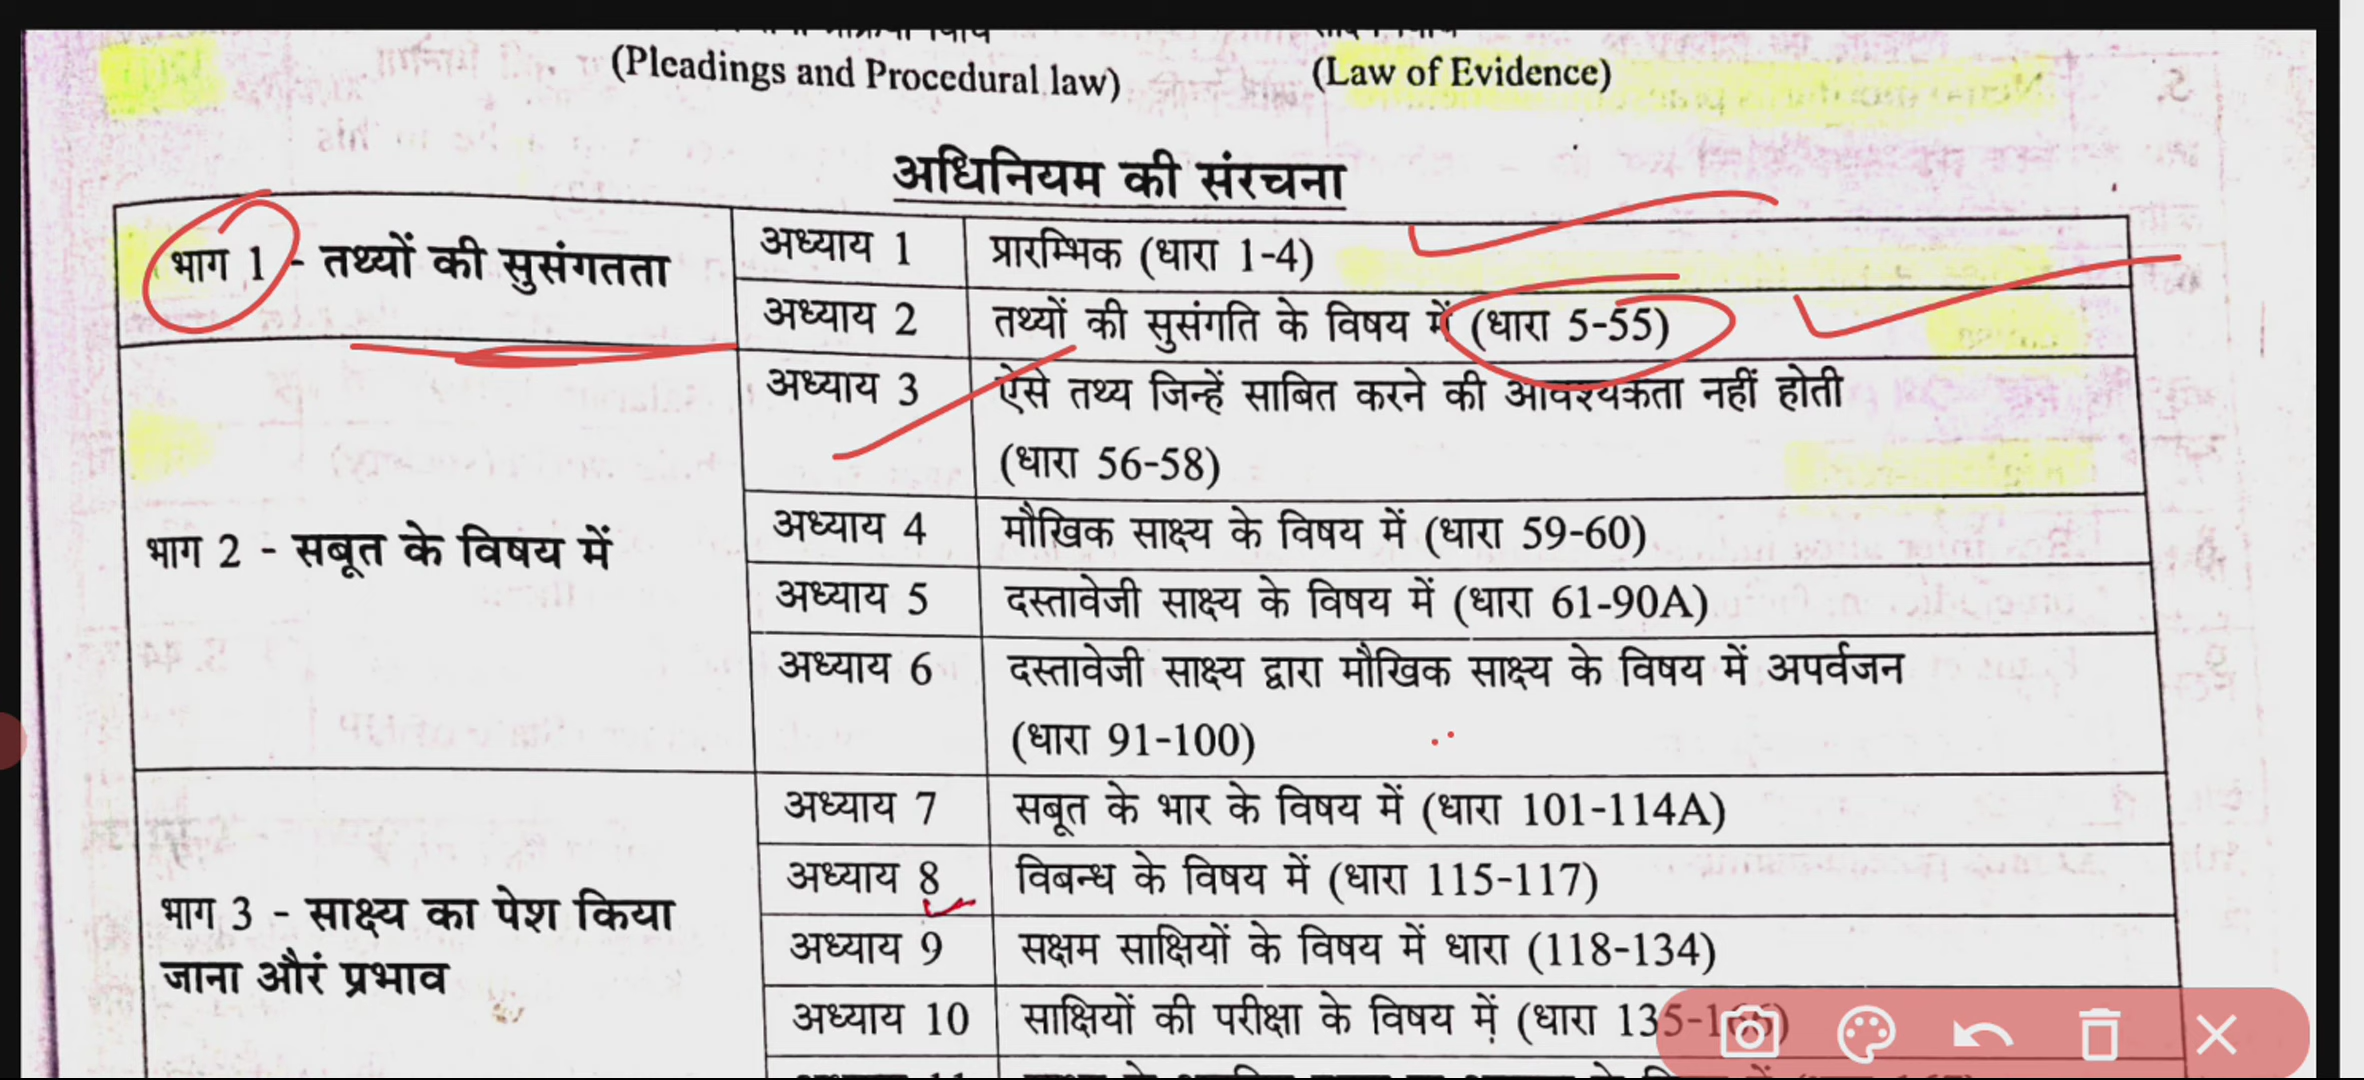 (Pleadings and Procedural law)
(Law of Evidence)
अधिनियम की संरचना
भाग 1 - तथ्यों की सुसंगतता
अध्याय 1
प्रारम्भिक (धारा 1-4)
अध्याय 2
तथ्यों की सुसंगति के विषय में (धारा 5-55)
भाग 2 - सबूत के विषय में
अध्याय 3
ऐसे तथ्य जिन्हें साबित करने की आवश्यकता नहीं होती
(धारा 56-58)
अध्याय 4
मौखिक साक्ष्य के विषय में (धारा 59-60)
अध्याय 5
दस्तावेजी साक्ष्य के विषय में (धारा 61-90A)
अध्याय 6
दस्तावेजी साक्ष्य द्वारा मौखिक साक्ष्य के विषय में अपर्वजन
(धारा 91-100)
भाग 3 - साक्ष्य का पेश किया
जाना और प्रभाव
अध्याय 7
सबूत के भार के विषय में (धारा 101-114A)
अध्याय 8
विबन्ध के विषय में (धारा 115-117)
अध्याय 9
सक्षम साक्षियों के विषय में धारा (118-134)
अध्याय 10
साक्षियों की परीक्षा के विषय में (धारा 135-166)